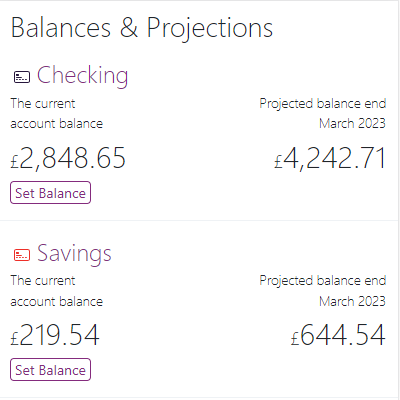 Balances & Projections
Checking
The current Projected balance end
account balance March 2023
£2,848.65 £4,242.71
Set Balance
Savings
The current Projected balance end
account balance March 2023
£219.54 £644.54
Set Balance